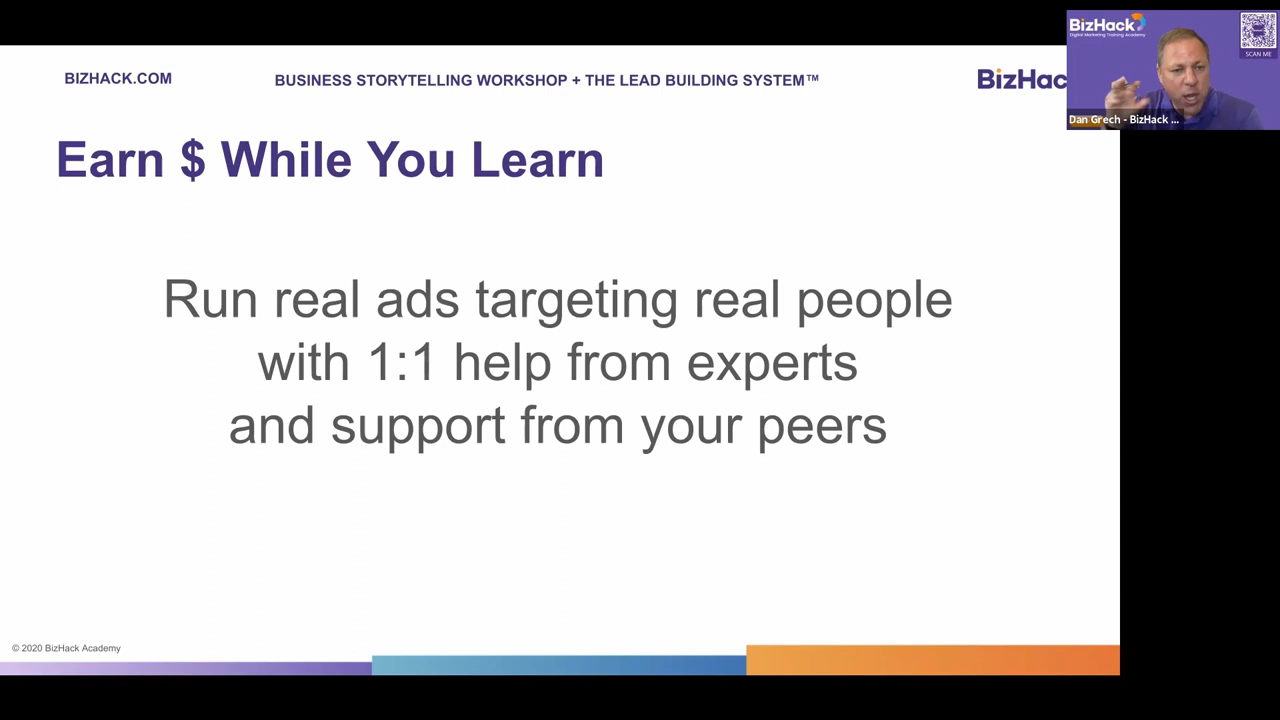 BIZHACK.COM
BUSINESS STORYTELLING WORKSHOP + THE LEAD BUILDING SYSTEM™
BizHac
BizHack
Digital Marketing Training Academy
SCAN ME
Dan Grech - BizHack ...
Earn $ While You Learn
Run real ads targeting real people
with 1:1 help from experts
and support from your peers
© 2020 BizHack Academy